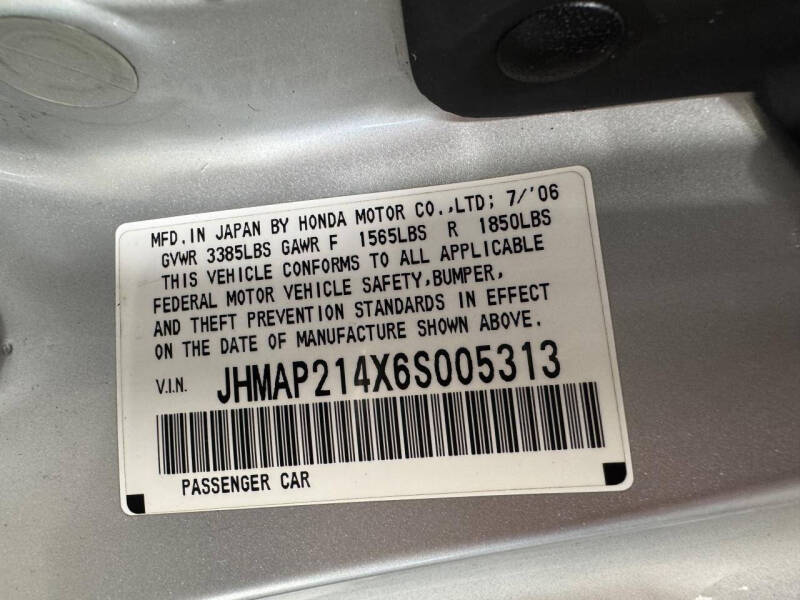 MFD. IN JAPAN BY HONDA MOTOR CO.,LTD; 7/'06
GVWR 3385LBS GAWR F 1565LBS R 1850LBS
THIS VEHICLE CONFORMS TO ALL APPLICABLE
FEDERAL MOTOR VEHICLE SAFETY,BUMPER,
AND THEFT PREVENTION STANDARDS IN EFFECT
ON THE DATE OF MANUFACTURE SHOWN ABOVE.
V.I.N. JHMAP214X6S005313
PASSENGER CAR